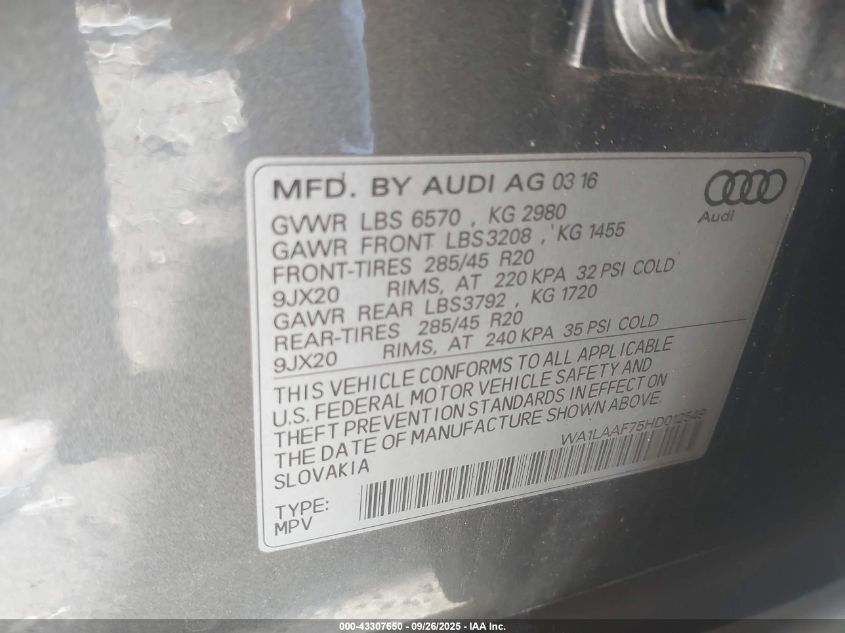 MFD. BY AUDI AG 03 16
Audi
GVWR LBS 6570 , KG 2980
GAWR FRONT LBS3208 , KG 1455
FRONT-TIRES 285/45 R20
9JX20 RIMS, AT 220 KPA 32 PSI COLD
GAWR REAR LBS3792 , KG 1720
REAR-TIRES 285/45 R20
9JX20 RIMS, AT 240 KPA 35 PSI COLD
THIS VEHICLE CONFORMS TO ALL APPLICABLE
U.S. FEDERAL MOTOR VEHICLE SAFETY AND
THEFT PREVENTION STANDARDS IN EFFECT ON
THE DATE OF MANUFACTURE SHOWN ABOVE.
SLOVAKIA
WA1LAAF75HD012549
TYPE:
MPV
000-43307650 - 09/26/2025 - IAA Inc.